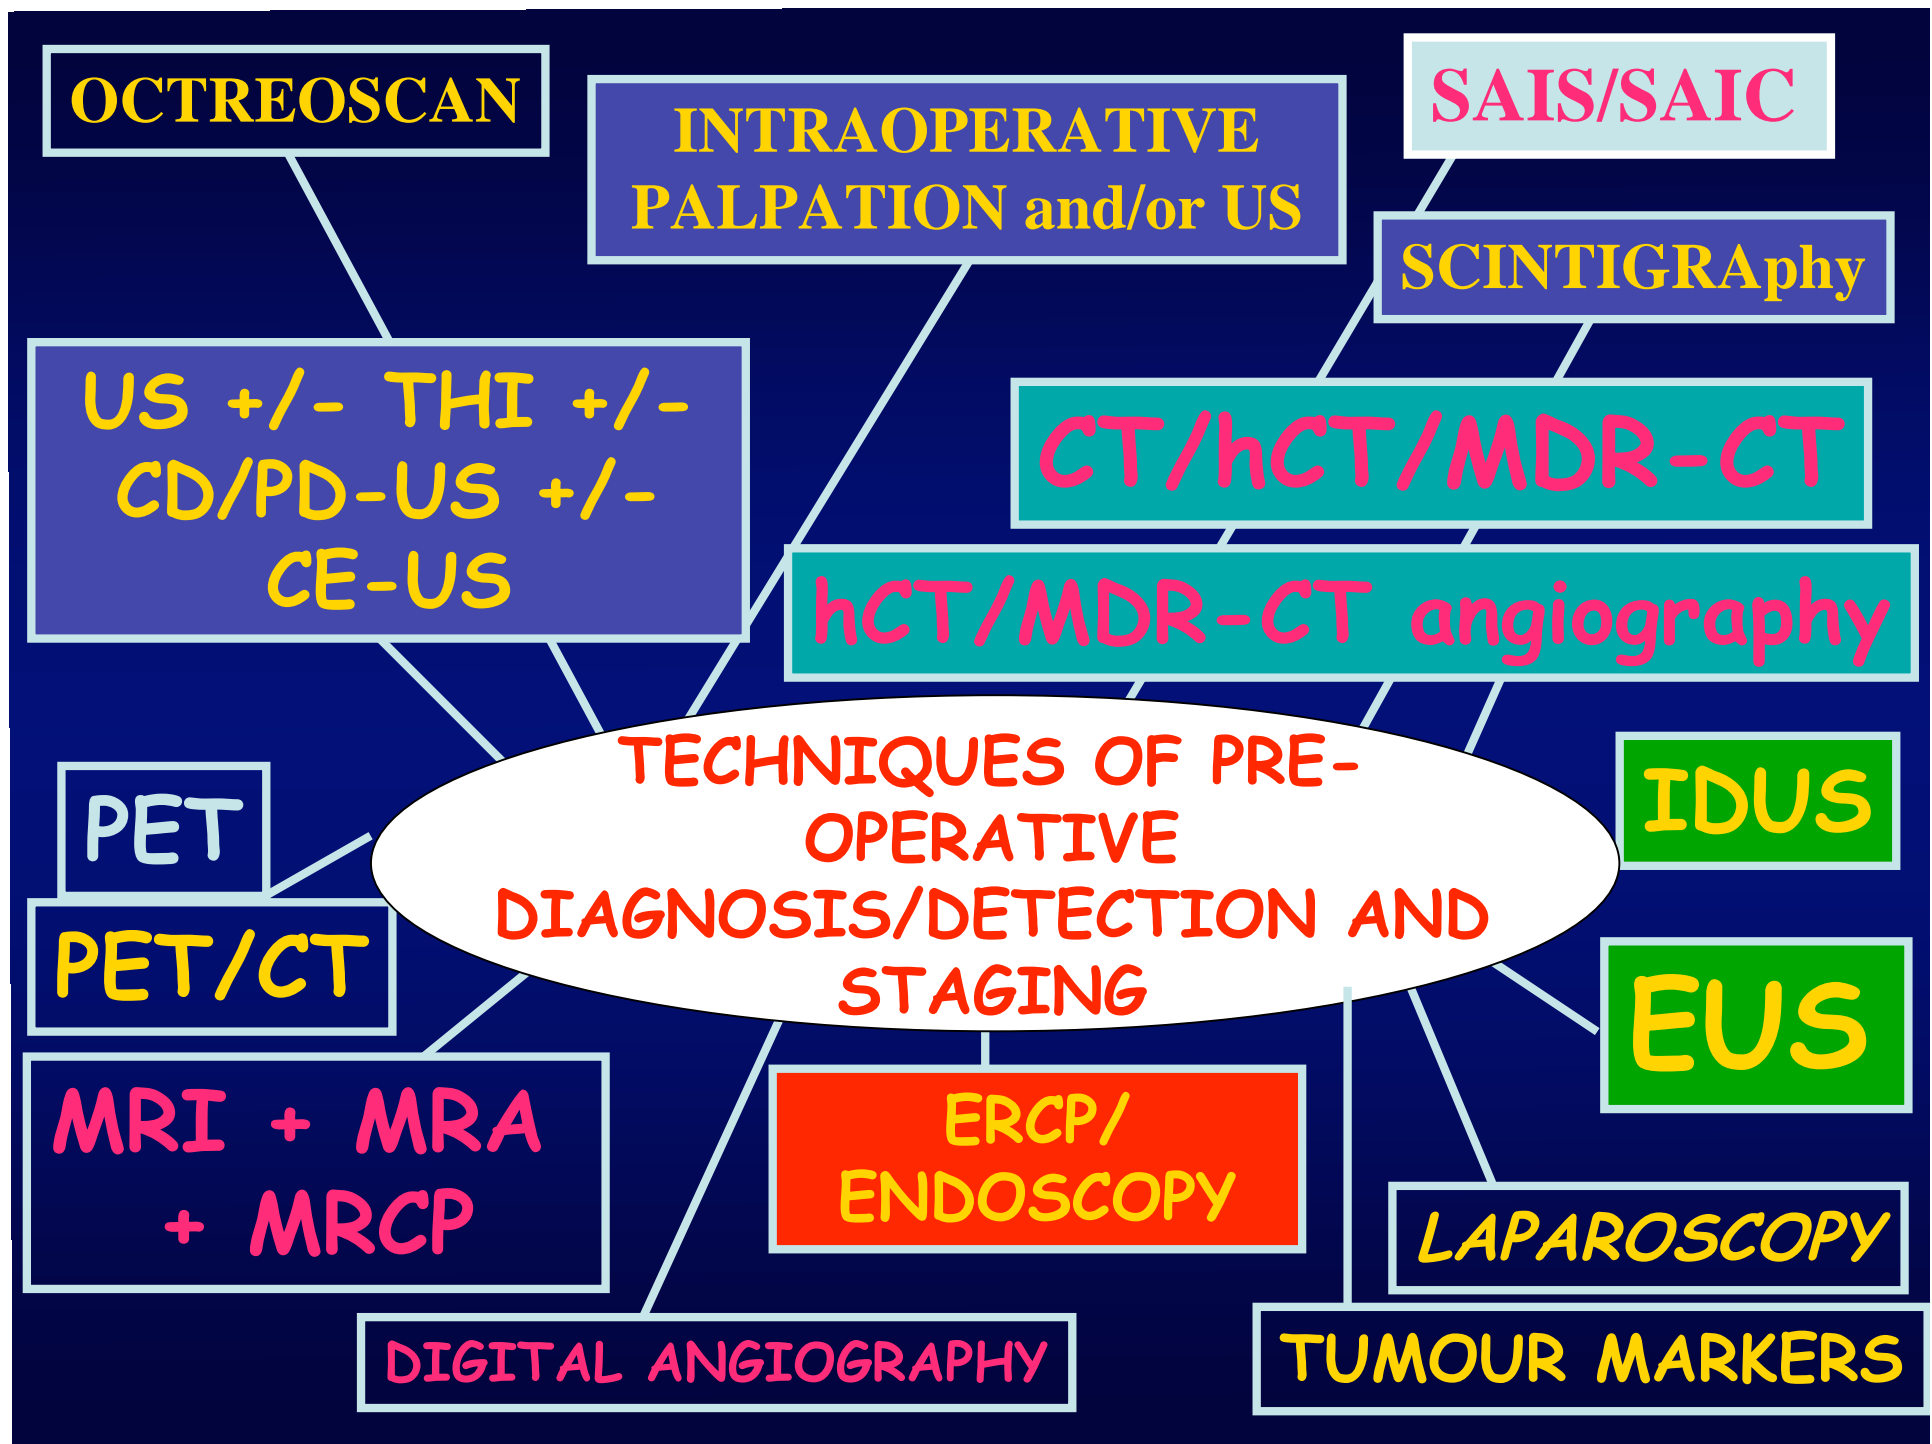 OCTREOSCAN
INTRAOPERATIVE
PALPATION and/or US
SAIS/SAIC
SCINTIGRAphy
US +/- THI +/-
CD/PD-US +/-
CE-US
CT/hCT/MDR-CT
hCT/MDR-CT angiography
TECHNIQUES OF PRE-
OPERATIVE
DIAGNOSIS/DETECTION AND
STAGING
PET
PET/CT
IDUS
EUS
MRI + MRA
+ MRCP
ERCP/
ENDOSCOPY
LAPAROSCOPY
DIGITAL ANGIOGRAPHY
TUMOUR MARKERS